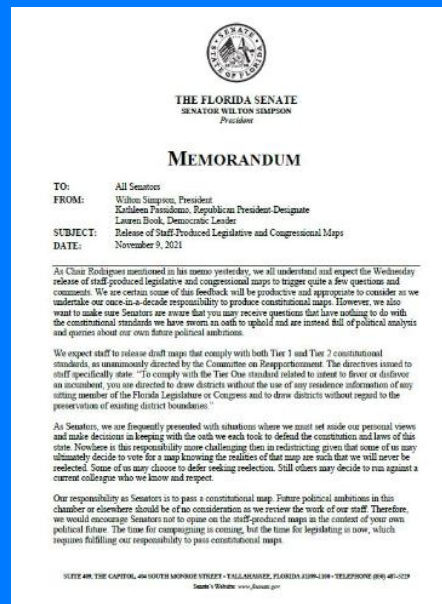 THE FLORIDA SENATE
SENATOR WILTON SIMPSON
President
MEMORANDUM
TO: All Senators
FROM: Wilton Simpson, President
Kathleen Passidomo, Republican President-Designate
Lauren Book, Democratic Leader
SUBJECT: Release of Staff-Produced Legislative and Congressional Maps
DATE: November 9, 2021
As Chair Rodrigues mentioned in his memo yesterday, we all understand and expect the Wednesday
release of staff-produced legislative and congressional maps to trigger quite a few questions and
comments. We are certain some of this feedback will be productive and appropriate to consider as we
undertake our once-in-a-decade responsibility to produce constitutional maps. However, we also
want to make sure Senators are aware that you may receive questions that have nothing to do with
the constitutional standards we have sworn an oath to uphold and are instead full of political analysis
and queries about our own future political ambitions.
We expect staff to release draft maps that comply with both Tier 1 and Tier 2 constitutional
standards, as unanimously directed by the Committee on Reapportionment. The directives issued to
staff specifically state: "To comply with the Tier One standard related to intent to favor or disfavor
an incumbent, you are directed to draw districts without the use of any residence information of any
sitting member of the Florida Legislature or Congress and to draw districts without regard to the
preservation of existing district boundaries."
As Senators, we are frequently presented with situations where we must set aside our personal views
and make decisions in keeping with the oath we each took to defend the constitution and laws of this
state. Nowhere is this responsibility more challenging then in redistricting given that some of us may
ultimately decide to vote for a map knowing the realities of that map are such that we will never be
reelected. Some of us may choose to defer seeking reelection. Still others may decide to run against a
current colleague who we know and respect.
Our responsibility as Senators is to pass a constitutional map. Future political ambitions in this
chamber or elsewhere should be of no consideration as we review the work of our staff. Therefore,
we would encourage Senators not to opine on the staff-produced maps in the context of your own
political future. The time for campaigning is coming, but the time for legislating is now, which
requires fulfilling our responsibility to pass constitutional maps.
SUITE 409, THE CAPITOL, 404 SOUTH MONROE STREET • TALLAHASSEE, FLORIDA 32399-1100 • TELEPHONE (850) 487-5229
Senate's Website: www.flsenate.gov